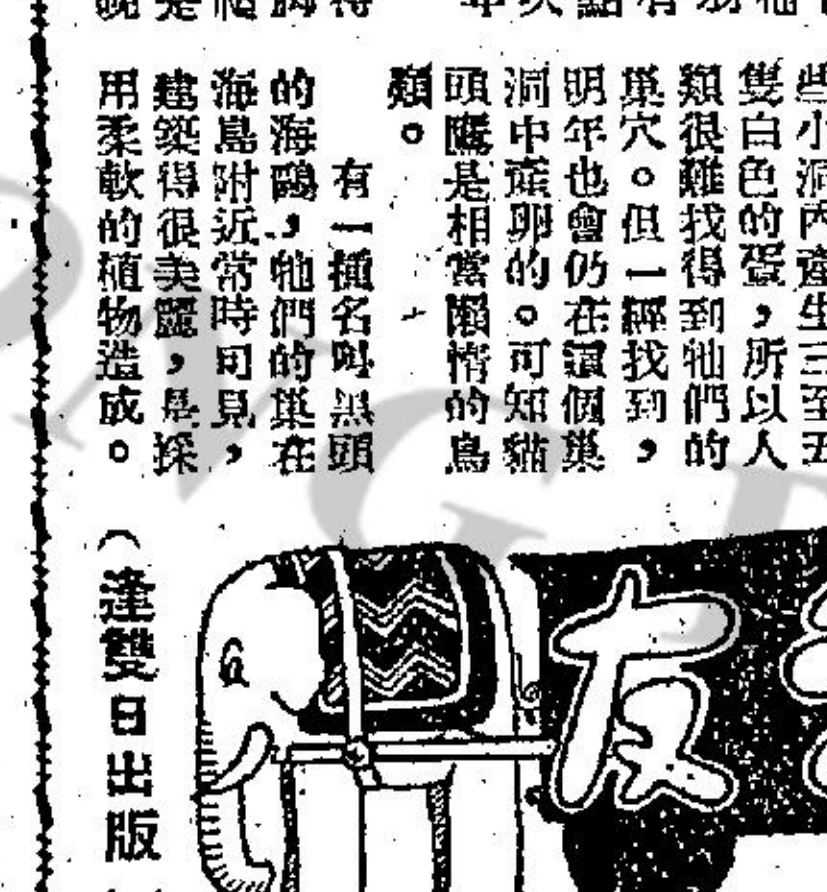 些小洞內產生三至五
隻白色的蛋，所以人
類很難找得到牠們的
巢穴。但一經找到，
明年也會仍在這個巢
洞中產卵的。可知貓
頭鷹是相當懶惰的鳥
類。
有一種名叫黑頭
的海鷗，牠們的巢在
海島附近常時可見，
建築得很美麗，是採
用柔軟的植物造成。
友
（逢雙日出版